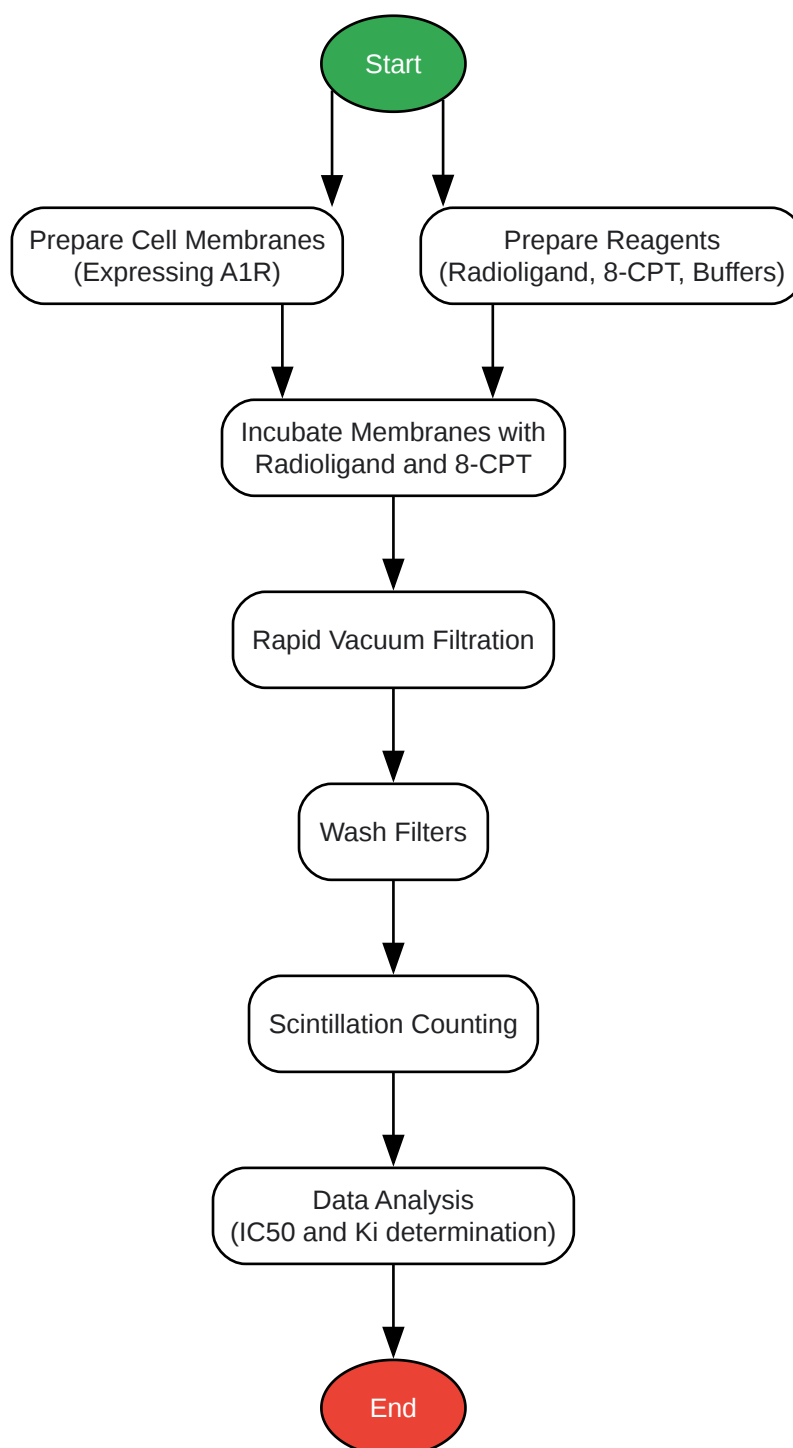 Start
Prepare Cell Membranes
(Expressing A1R)
Prepare Reagents
(Radioligand, 8-CPT, Buffers)
Incubate Membranes with
Radioligand and 8-CPT
Rapid Vacuum Filtration
Wash Filters
Scintillation Counting
Data Analysis
(IC50 and Ki determination)
End